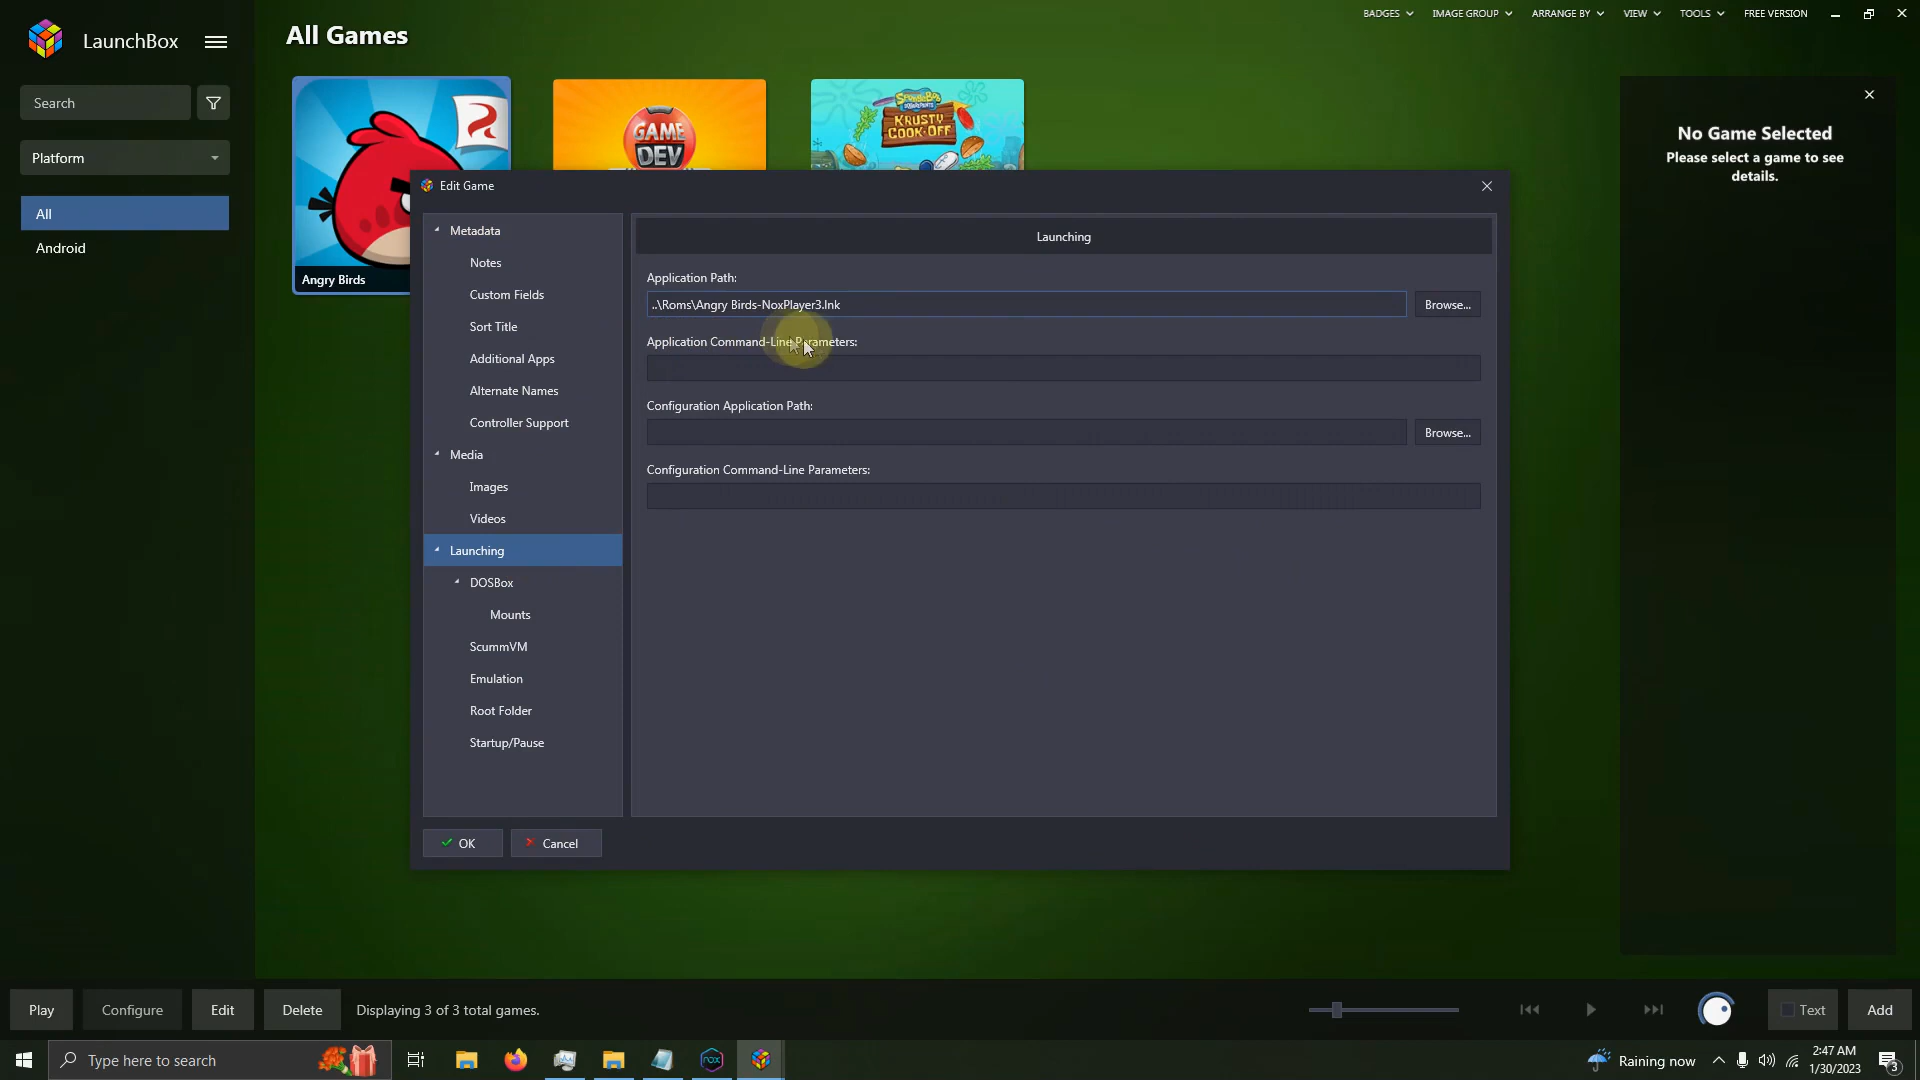 BADGES
IMAGE GROUP
ARRANGE BY
VIEW
TOOLS
FREE VERSION
LaunchBox
All Games
Search
Platform
All
Android
GAME
DEV
SPONGEBOB
KRUSTY
COOK-OFF
Angry Birds
No Game Selected
Please select a game to see
details.
Edit Game
Metadata
Notes
Custom Fields
Sort Title
Additional Apps
Alternate Names
Controller Support
Media
Images
Videos
Launching
DOSBox
Mounts
ScummVM
Emulation
Root Folder
Startup/Pause
Launching
Application Path:
..\Roms\Angry Birds-NoxPlayer3.lnk
Browse...
Application Command-Line Parameters:
Configuration Application Path:
Browse...
Configuration Command-Line Parameters:
OK
Cancel
Play
Configure
Edit
Delete
Displaying 3 of 3 total games.
Text
Add
Type here to search
nox
Raining now
2:47 AM
1/30/2023
3